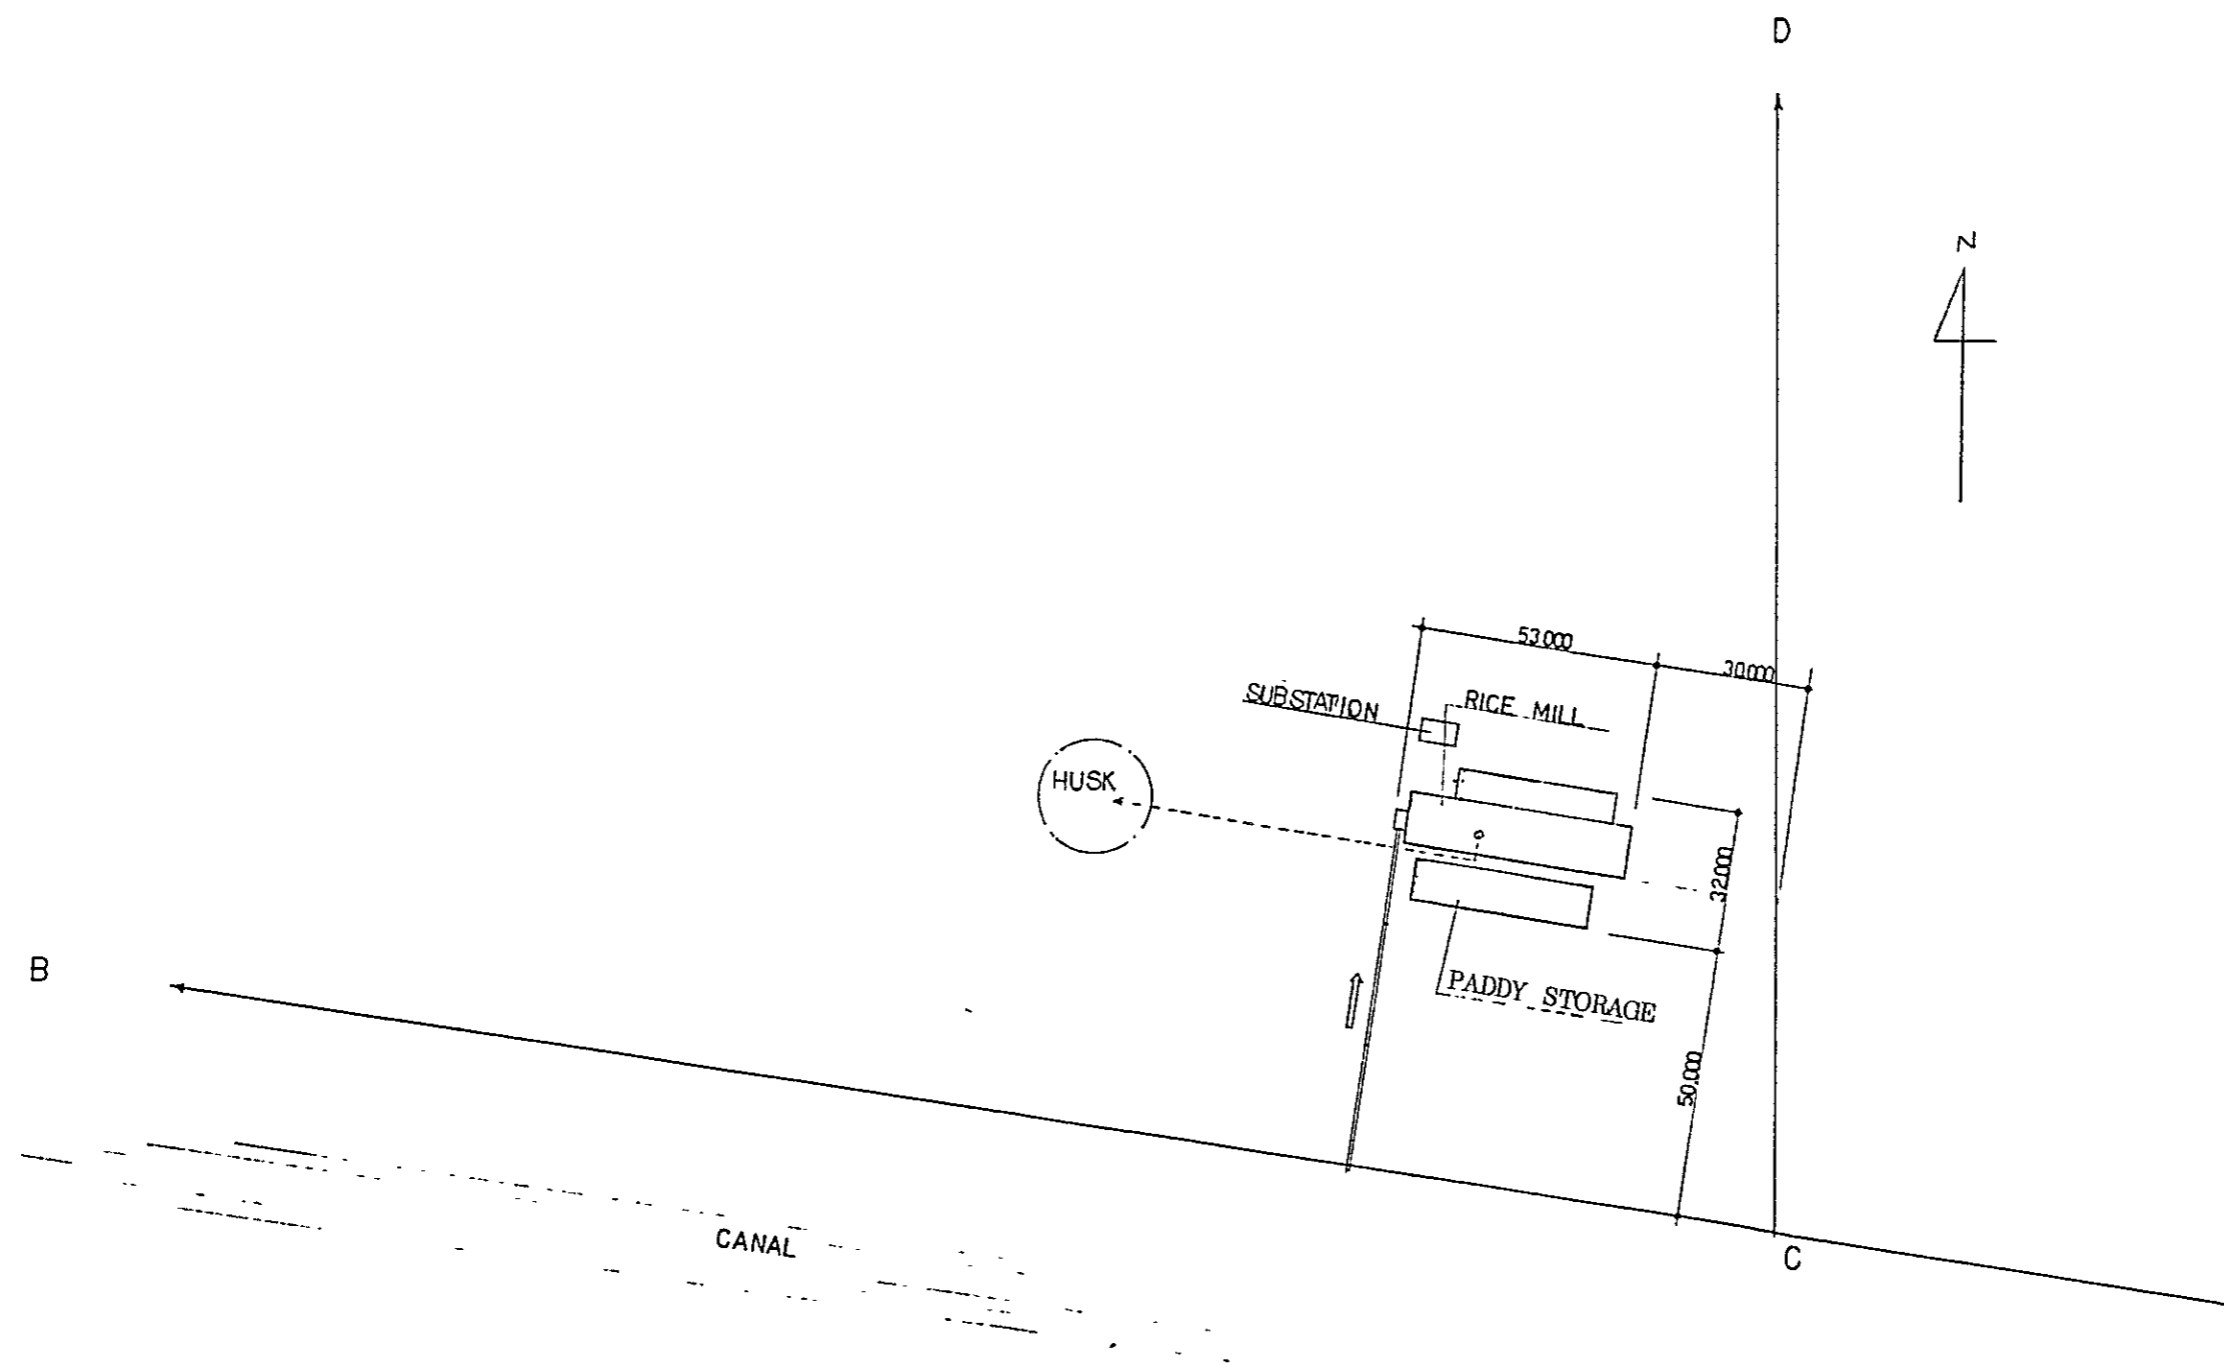 D
N
53.000
30.000
SUBSTATION
RICE MILL
HUSK
32.000
B
PADDY STORAGE
50.000
CANAL
C